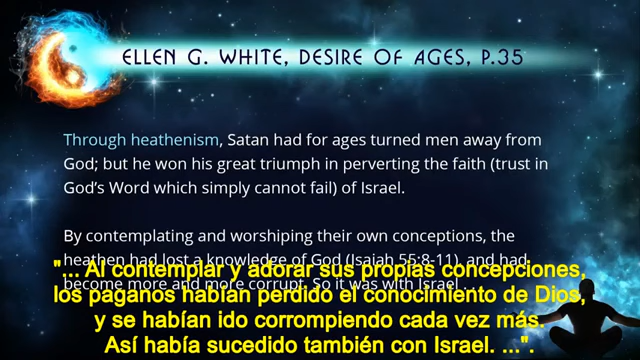 ELLEN G. WHITE, DESIRE OF AGES, P.35
Through heathenism, Satan had for ages turned men away from
God; but he won his great triumph in perverting the faith (trust in
God’s Word which simply cannot fail) of Israel.
By contemplating and worshiping their own conceptions, the
heathen had lost a knowledge of God (Isaiah 55:8-11), and had
become more and more corrupt. So it was with Israel ...
"... Al contemplar y adorar sus propias concepciones,
los paganos habían perdido el conocimiento de Dios,
y se habían ido corrompiendo cada vez más.
Así había sucedido también con Israel. ...".